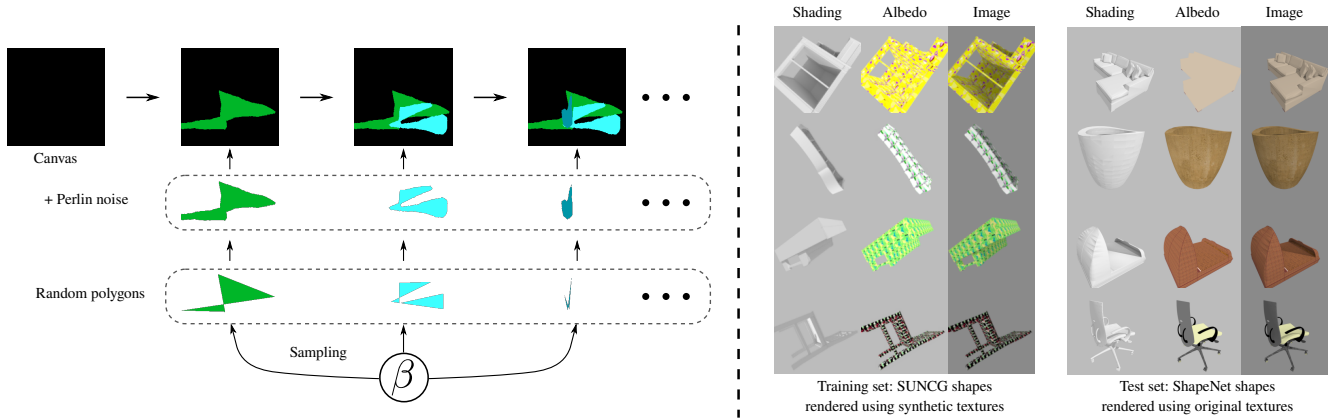 Canvas
+ Perlin noise
Random polygons
Sampling
β
Shading Albedo Image
Training set: SUNCG shapes
rendered using synthetic textures
Shading Albedo Image
Test set: ShapeNet shapes
rendered using original textures